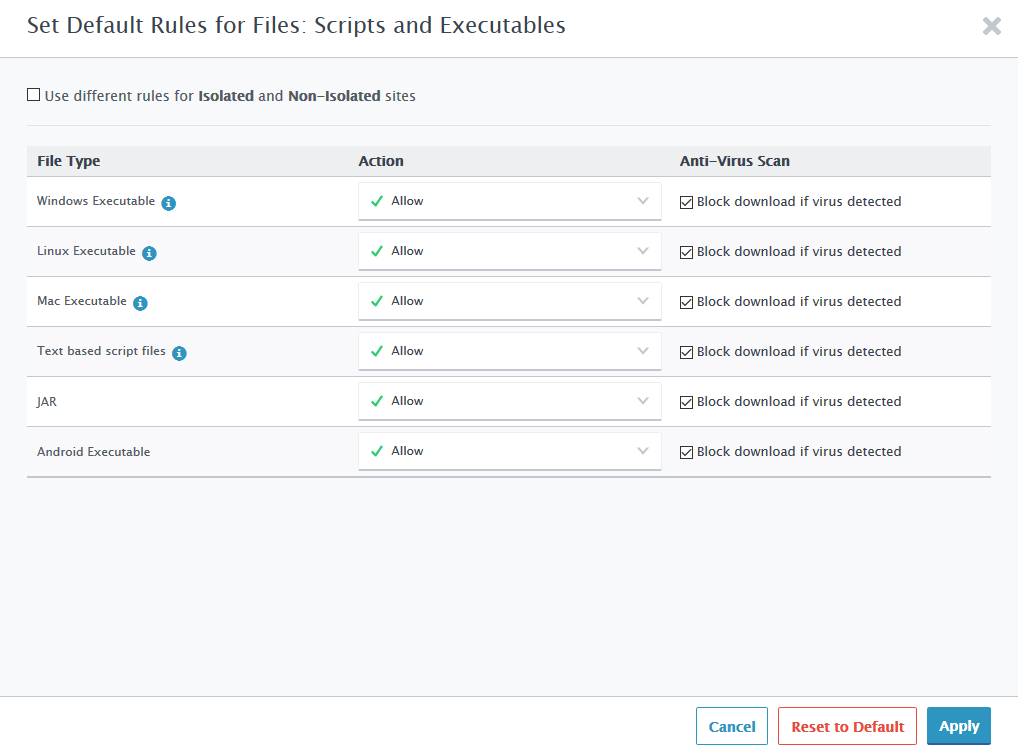 Set Default Rules for Files: Scripts and Executables
Use different rules for Isolated and Non-Isolated sites
File Type Action Anti-Virus Scan
Windows Executable Allow Block download if virus detected
Linux Executable Allow Block download if virus detected
Mac Executable Allow Block download if virus detected
Text based script files Allow Block download if virus detected
JAR Allow Block download if virus detected
Android Executable Allow Block download if virus detected
Cancel Reset to Default Apply